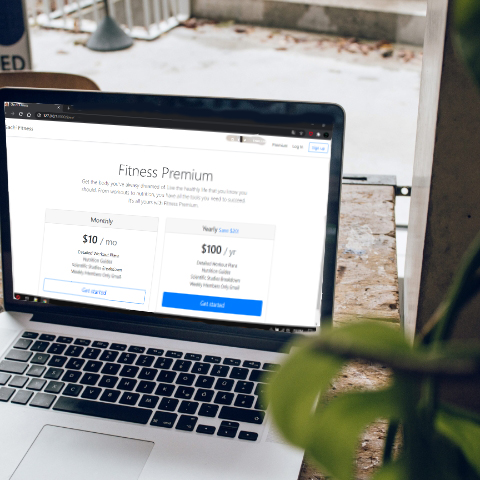 ED
Fitness
Premium Log in Sign up
Fitness Premium
Get the body you've always dreamed of. Live the healthy life that you know you
should. From workouts to nutrition, you have all the tools you need to succeed.
It's all yours with Fitness Premium.
Monthly
$10 / mo
Detailed Workout Plans
Nutrition Guides
Scientific Studies Breakdown
Weekly Intentions Only Email
Get started
Yearly Save $20
$100 / yr
Detailed Workout Plans
Nutrition Guides
Scientific Studies Breakdown
Weekly Intentions Only Email
Get started